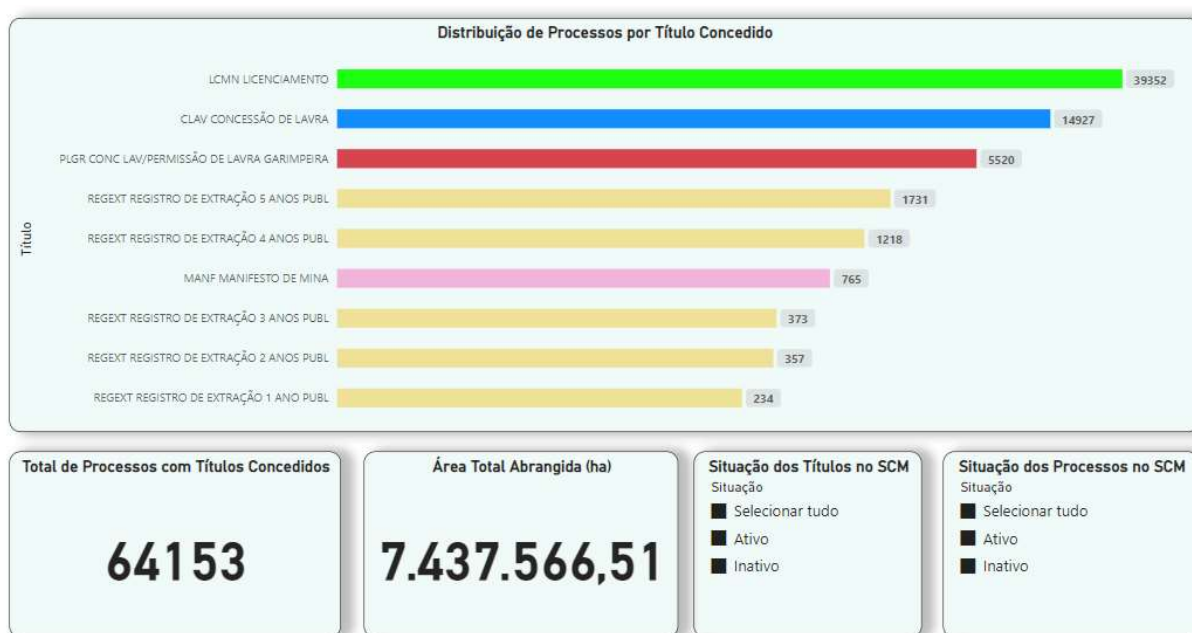 Distribuição de Processos por Título Concedido
Título
LCMN LICENCIAMENTO 39352
CLAV CONCESSÃO DE LAVRA 14927
PLGR CONC LAV/PERMISSÃO DE LAVRA GARIMPEIRA 5520
REGEXT REGISTRO DE EXTRAÇÃO 5 ANOS PUBL 1731
REGEXT REGISTRO DE EXTRAÇÃO 4 ANOS PUBL 1218
MANF MANIFESTO DE MINA 765
REGEXT REGISTRO DE EXTRAÇÃO 3 ANOS PUBL 373
REGEXT REGISTRO DE EXTRAÇÃO 2 ANOS PUBL 357
REGEXT REGISTRO DE EXTRAÇÃO 1 ANO PUBL 234
Total de Processos com Títulos Concedidos
64153
Área Total Abrangida (ha)
7.437.566,51
Situação dos Títulos no SCM
Situação
Selecionar tudo
Ativo
Inativo
Situação dos Processos no SCM
Situação
Selecionar tudo
Ativo
Inativo